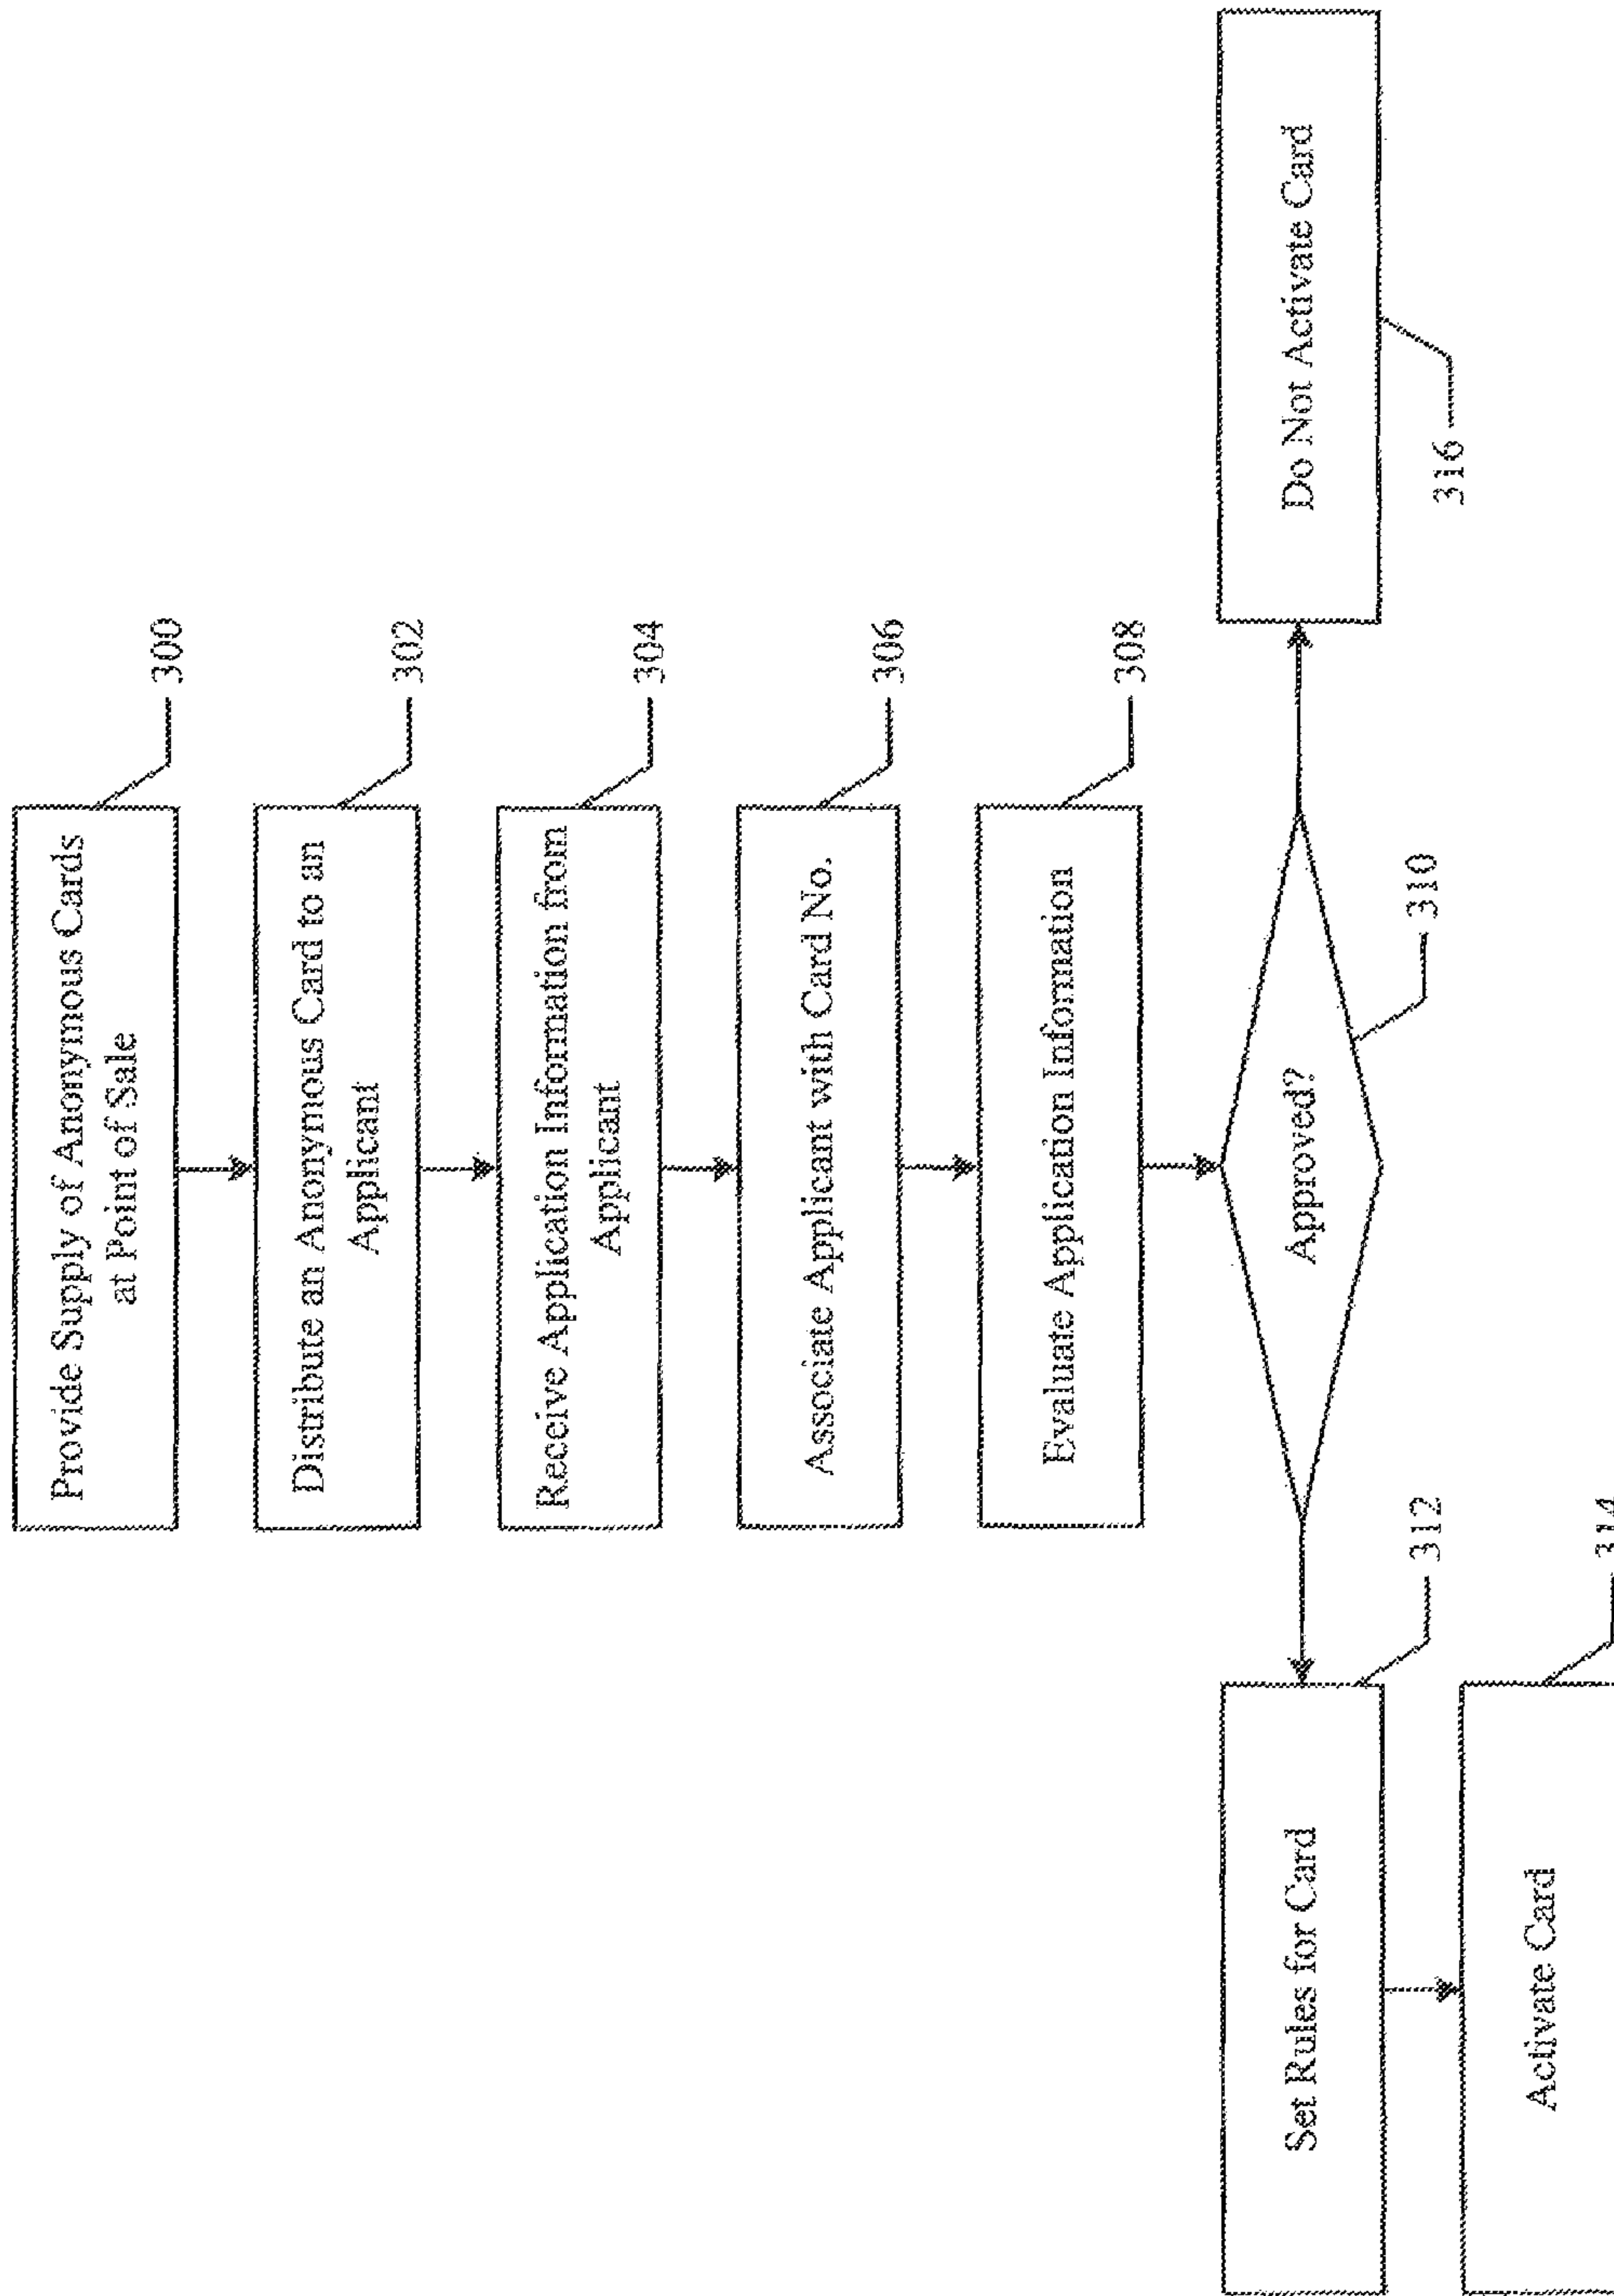 Provide Supply of Anonymous Cards
at Point of Sale
300
Distribute an Anonymous Card to an
Applicant
302
Receive Application Information from
Applicant
304
Associate Applicant with Card No.
306
Evaluate Application Information
308
Approved?
310
Set Rules for Card
312
Activate Card
314
Do Not Activate Card
316